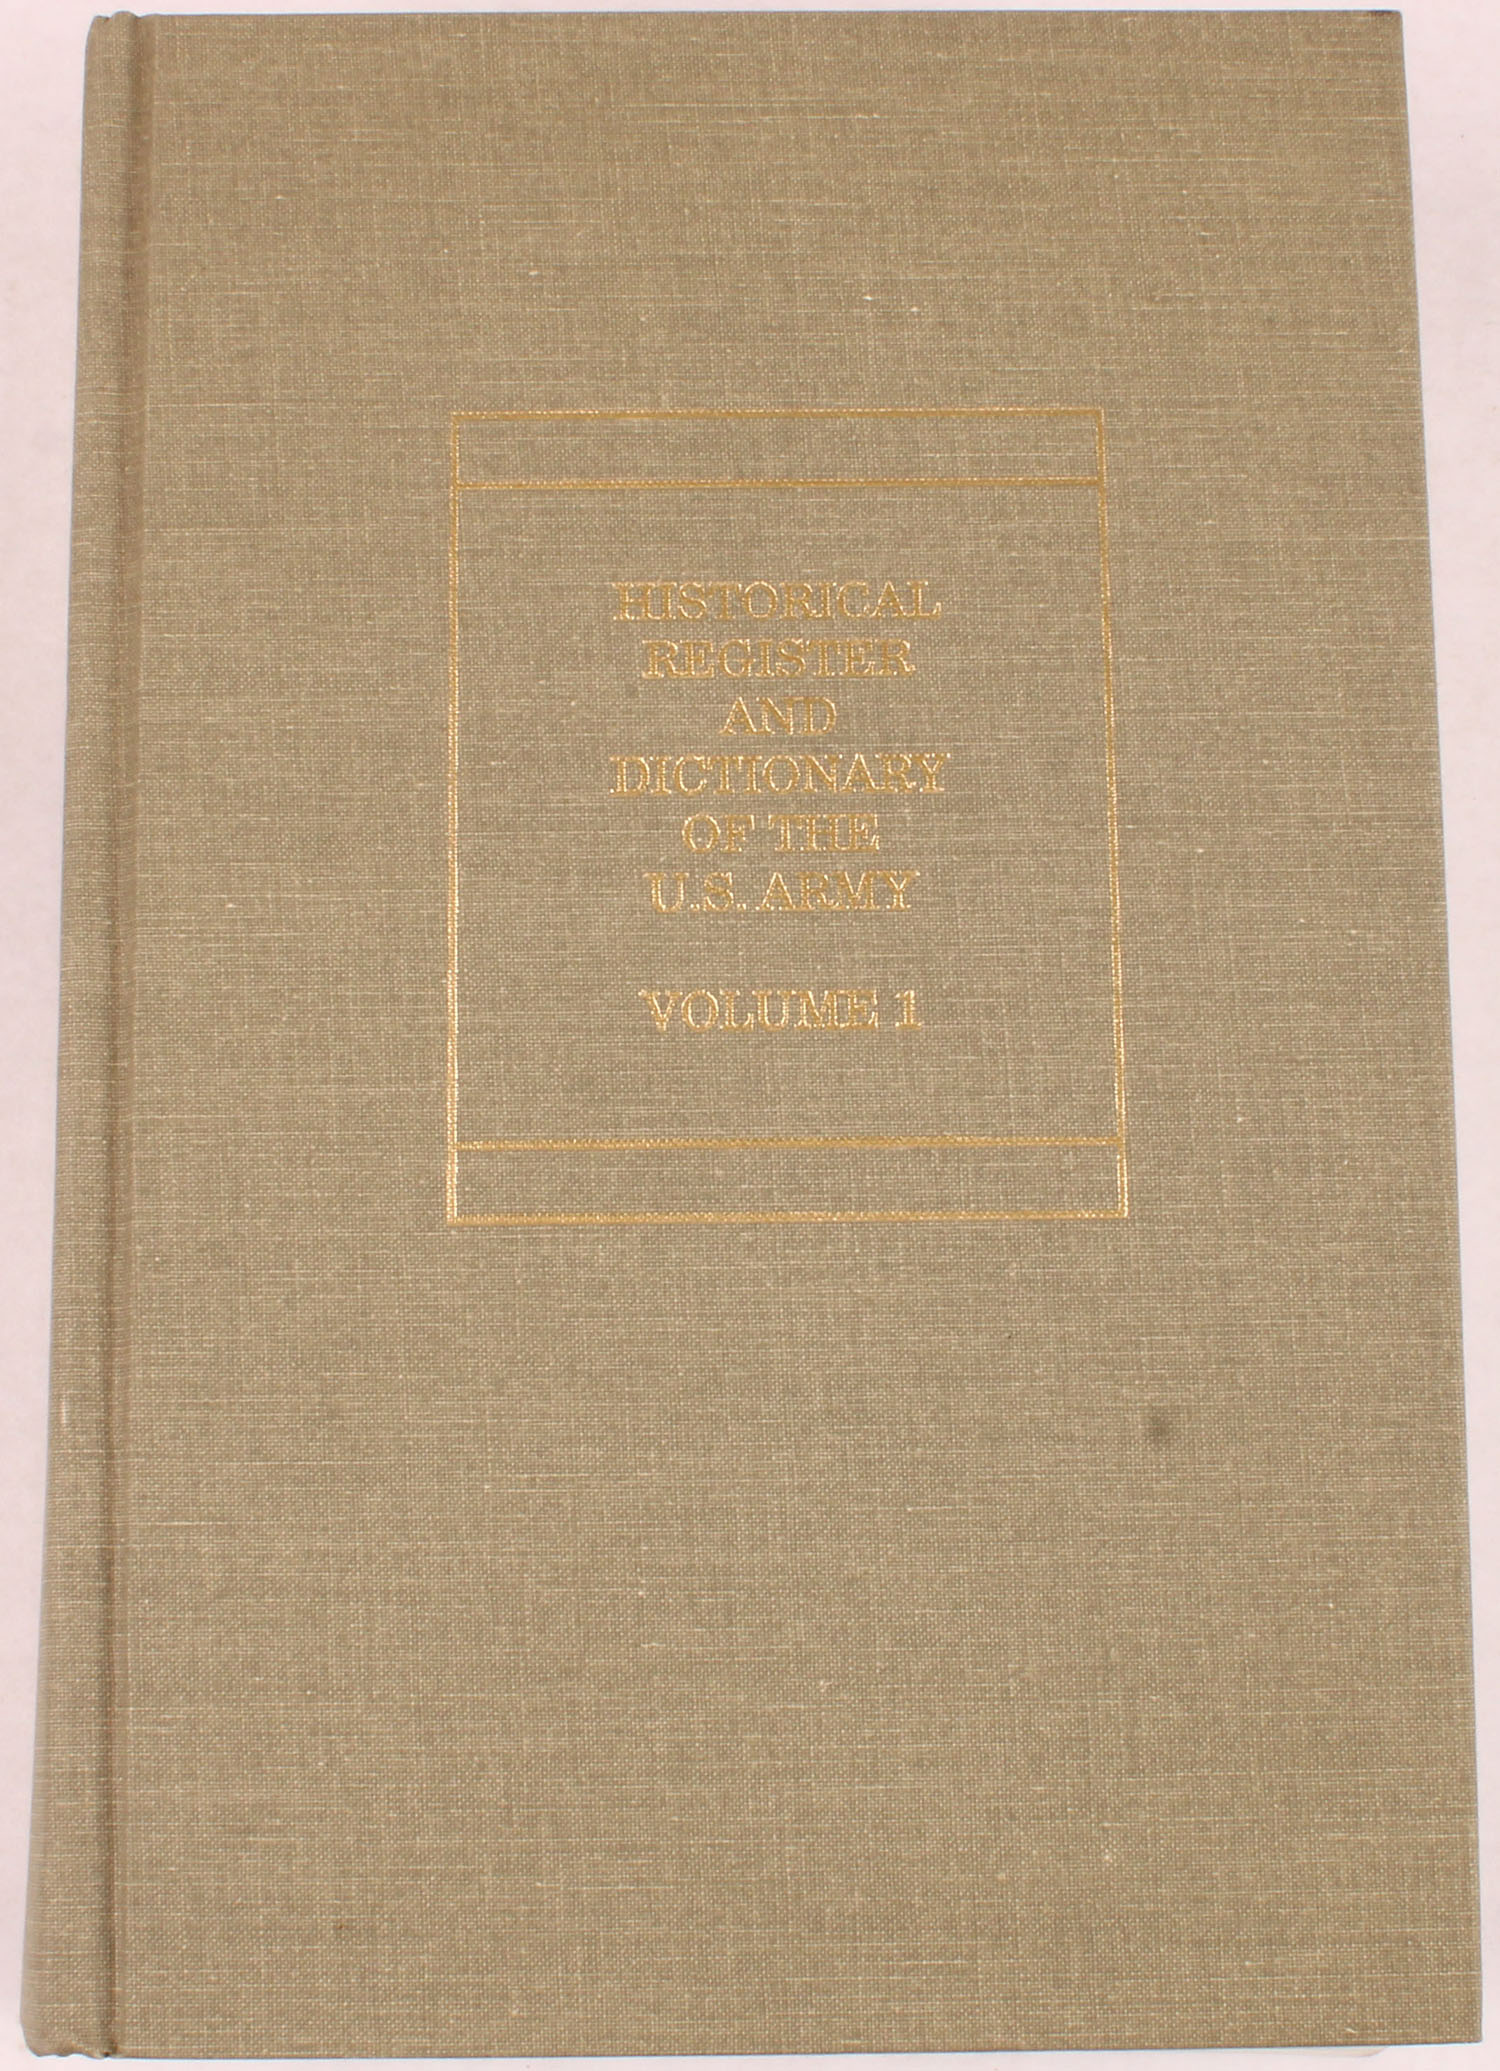 HISTORICAL
REGISTER
AND
DICTIONARY
OF THE
U.S. ARMY
VOLUME 1